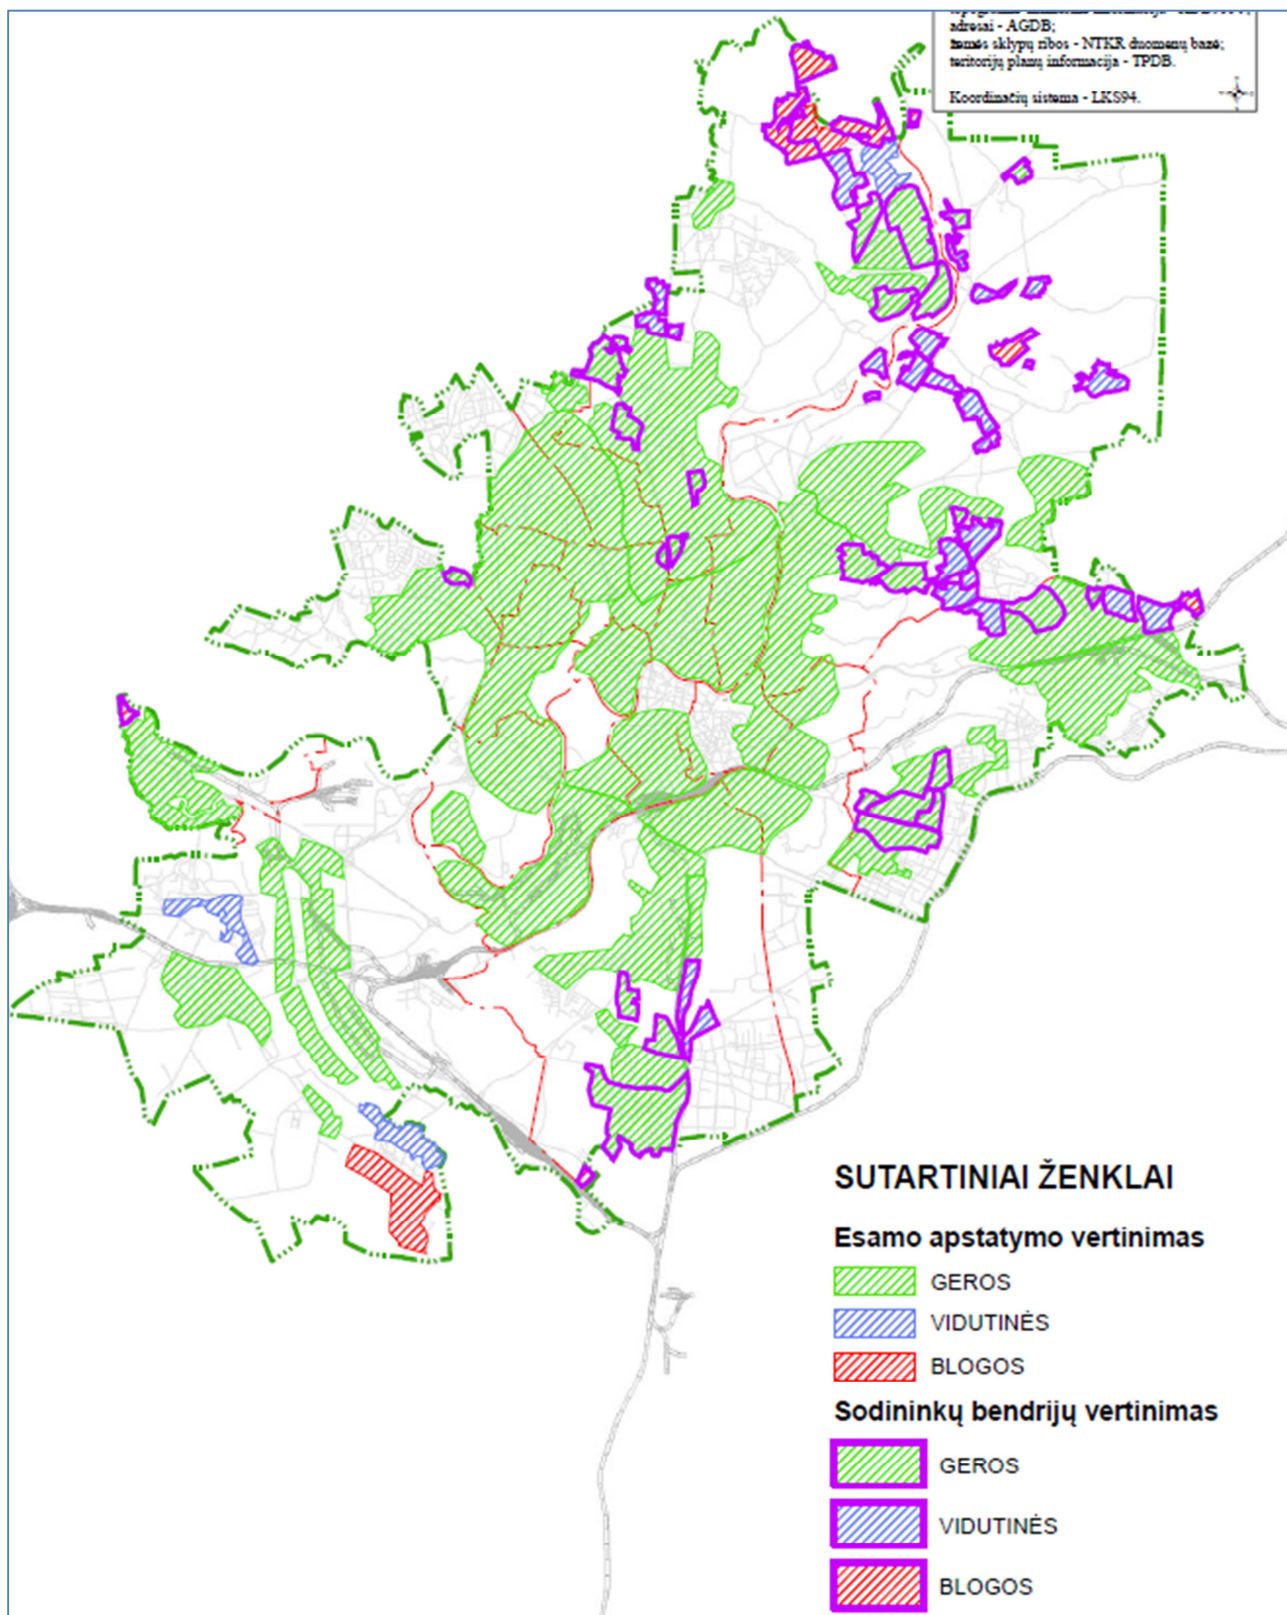 adresai - AGDB;
žemės sklypų ribos - NTKR duomenų bazė;
teritorijų planų informacija - TPDB.
Koordinačių sistema - LKS94.
SUTARTINIAI ŽENKLAI
Esamo apstatymo vertinimas
GEROS
VIDUTINĖS
BLOGOS
Sodininkų bendrijų vertinimas
GEROS
VIDUTINĖS
BLOGOS